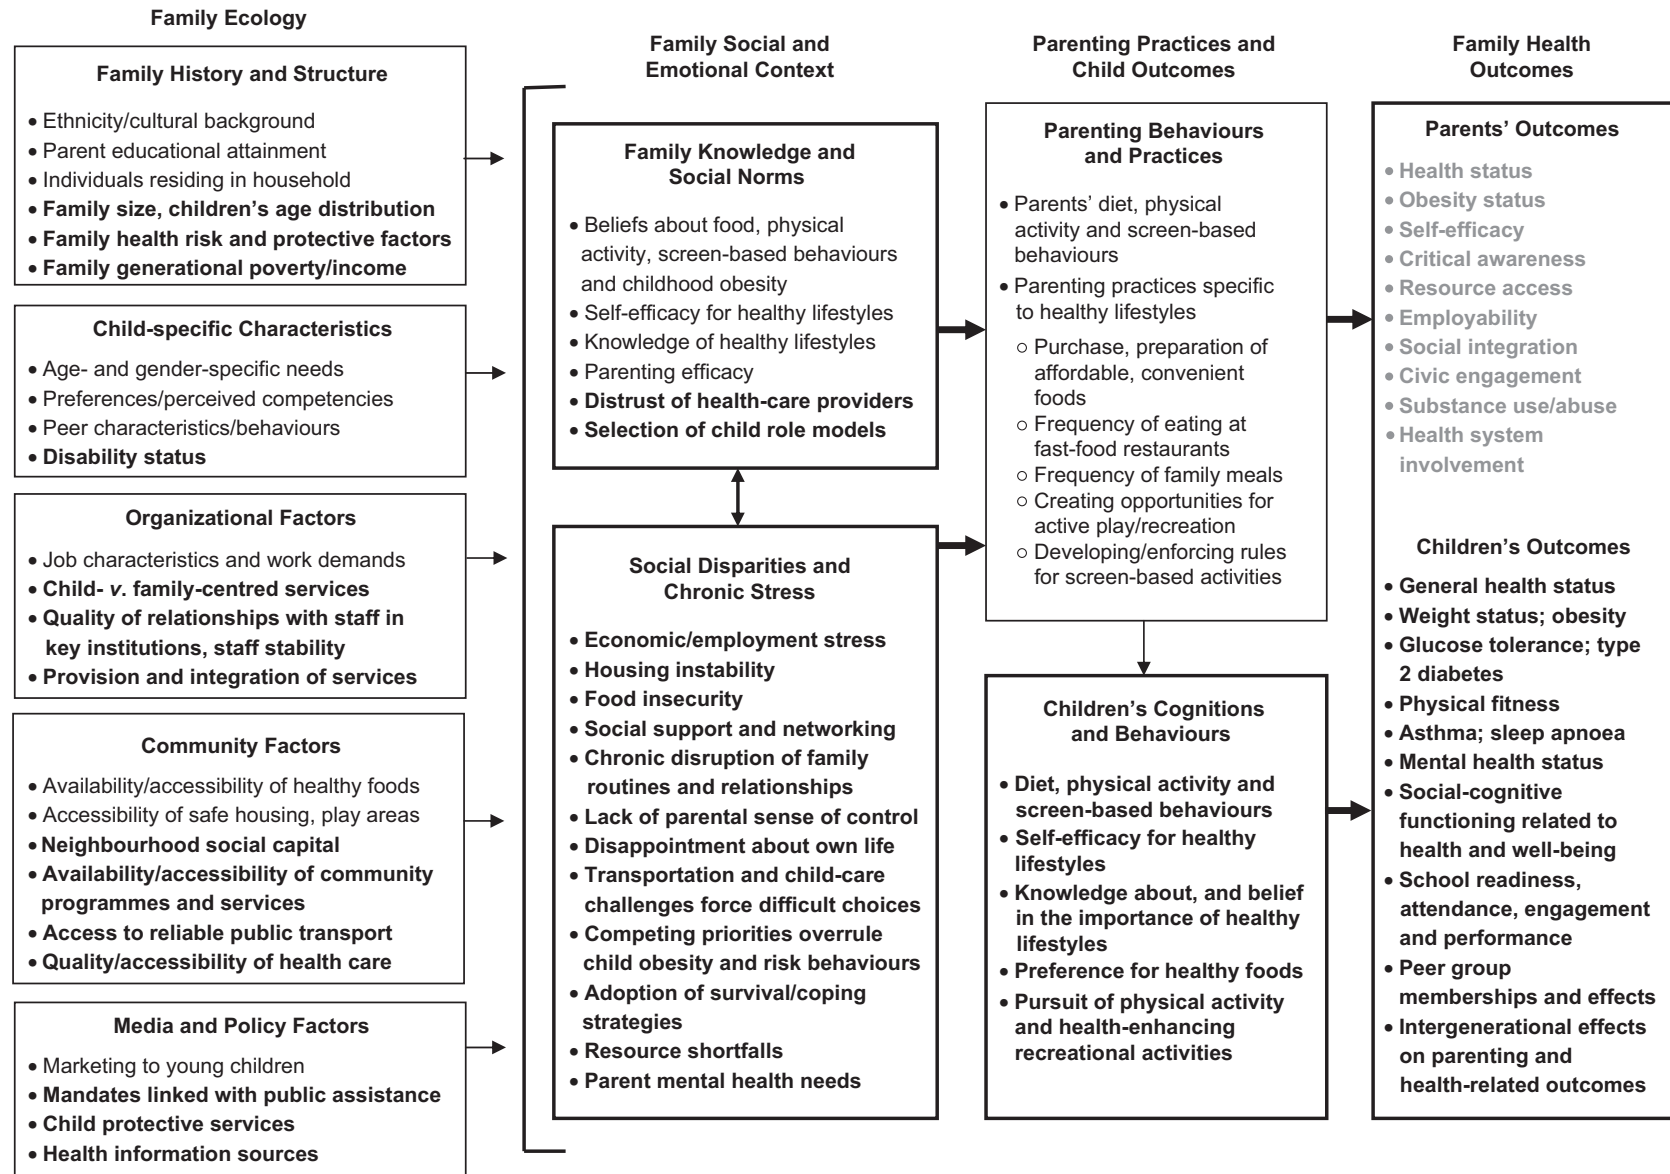 Family Ecology
Family History and Structure
• Ethnicity/cultural background
• Parent educational attainment
• Individuals residing in household
• Family size, children's age distribution
• Family health risk and protective factors
• Family generational poverty/income
Child-specific Characteristics
• Age- and gender-specific needs
• Preferences/perceived competencies
• Peer characteristics/behaviours
• Disability status
Organizational Factors
• Job characteristics and work demands
• Child- v. family-centred services
• Quality of relationships with staff in
key institutions, staff stability
• Provision and integration of services
Community Factors
• Availability/accessibility of healthy foods
• Accessibility of safe housing, play areas
• Neighbourhood social capital
• Availability/accessibility of community
programmes and services
• Access to reliable public transport
• Quality/accessibility of health care
Media and Policy Factors
• Marketing to young children
• Mandates linked with public assistance
• Child protective services
• Health information sources
Family Social and
Emotional Context
Family Knowledge and
Social Norms
• Beliefs about food, physical
activity, screen-based behaviours
and childhood obesity
• Self-efficacy for healthy lifestyles
• Knowledge of healthy lifestyles
• Parenting efficacy
• Distrust of health-care providers
• Selection of child role models
Social Disparities and
Chronic Stress
• Economic/employment stress
• Housing instability
• Food insecurity
• Social support and networking
• Chronic disruption of family
routines and relationships
• Lack of parental sense of control
• Disappointment about own life
• Transportation and child-care
challenges force difficult choices
• Competing priorities overrule
child obesity and risk behaviours
• Adoption of survival/coping
strategies
• Resource shortfalls
• Parent mental health needs
Parenting Practices and
Child Outcomes
Parenting Behaviours
and Practices
• Parents' diet, physical
activity and screen-based
behaviours
• Parenting practices specific
to healthy lifestyles
○ Purchase, preparation of
affordable, convenient
foods
○ Frequency of eating at
fast-food restaurants
○ Frequency of family meals
○ Creating opportunities for
active play/recreation
○ Developing/enforcing rules
for screen-based activities
Children's Cognitions
and Behaviours
• Diet, physical activity and
screen-based behaviours
• Self-efficacy for healthy
lifestyles
• Knowledge about, and belief
in the importance of healthy
lifestyles
• Preference for healthy foods
• Pursuit of physical activity
and health-enhancing
recreational activities
Family Health
Outcomes
Parents' Outcomes
• Health status
• Obesity status
• Self-efficacy
• Critical awareness
• Resource access
• Employability
• Social integration
• Civic engagement
• Substance use/abuse
• Health system
involvement
Children's Outcomes
• General health status
• Weight status; obesity
• Glucose tolerance; type
2 diabetes
• Physical fitness
• Asthma; sleep apnoea
• Mental health status
• Social-cognitive
functioning related to
health and well-being
• School readiness,
attendance, engagement
and performance
• Peer group
memberships and effects
• Intergenerational effects
on parenting and
health-related outcomes